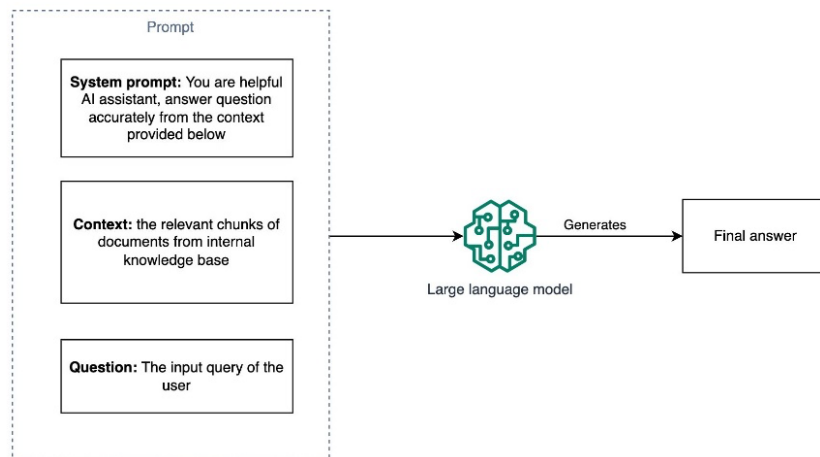 Prompt
System prompt: You are helpful
AI assistant, answer question
accurately from the context
provided below
Context: the relevant chunks of
documents from internal
knowledge base
Question: The input query of the
user
Large language model
Generates
Final answer